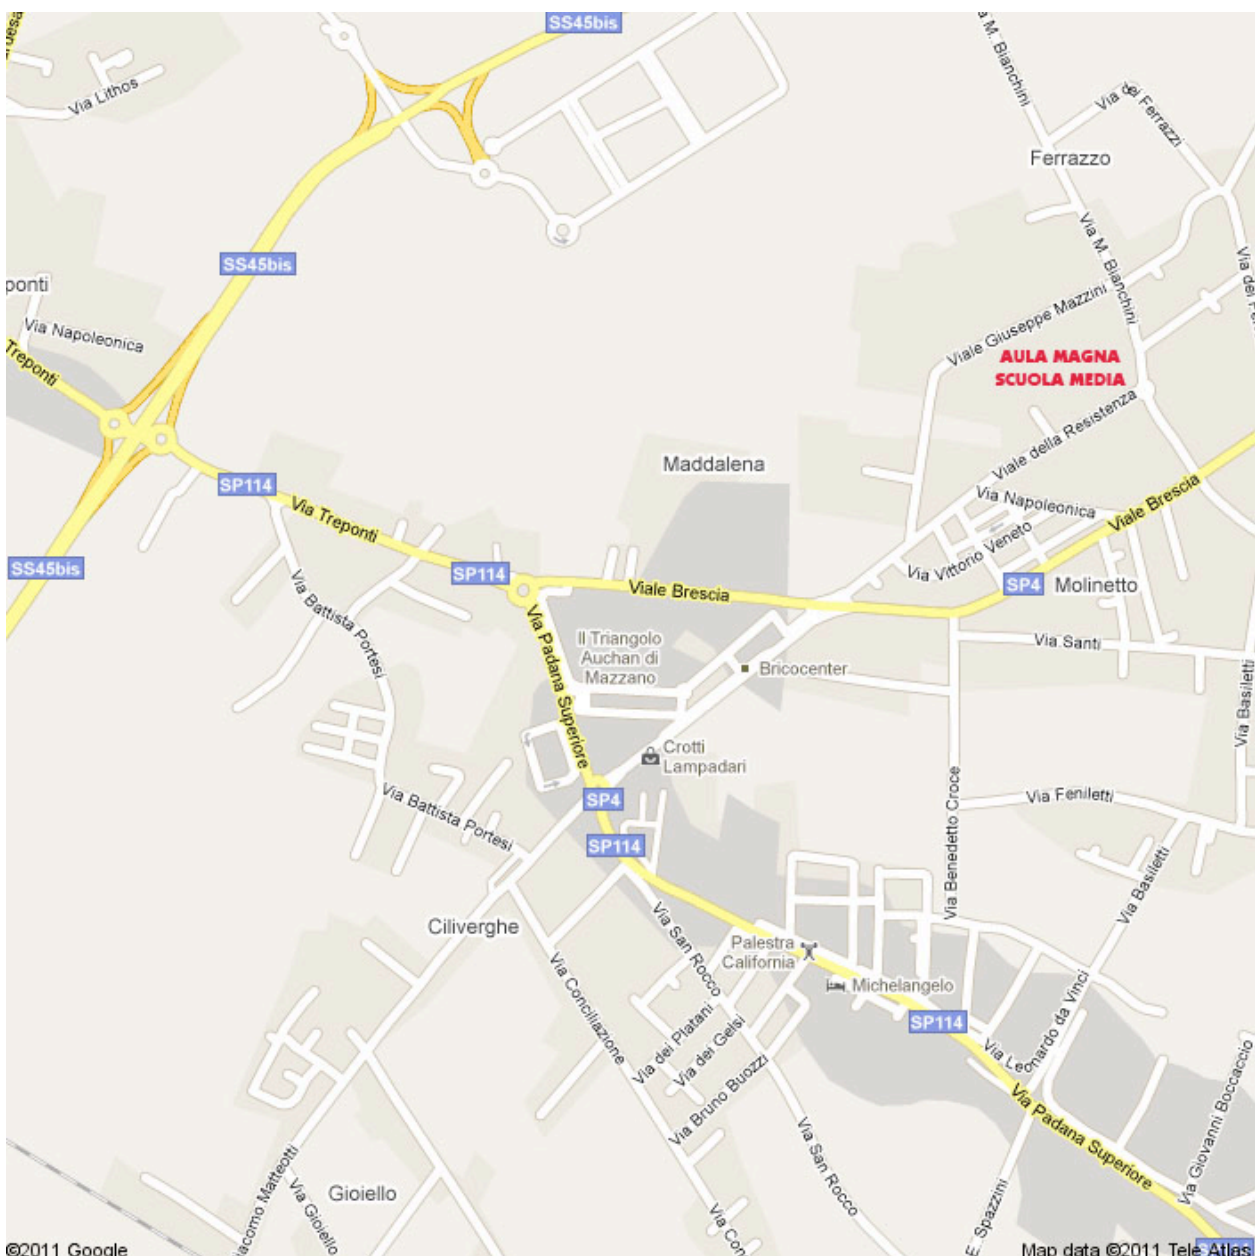 SS45bis
Via Lithos
Via M. Bianchini
Via dei Ferrazzi
Ferrazzo
SS45bis
Via M. Bianchini
Via dei
Viale Giuseppe Mazzini
ponti
Via Napoleonica
Treponti
AULA MAGNA
SCUOLA MEDIA
Viale della Resistenza
Maddalena
SP114
Via Treponti
Via Napoleonica
Viale Brescia
Via Vittorio Veneto
SS45bis
SP114
Viale Brescia
SP4
Molinetto
Via Battista Portesi
Via Padana Superiore
Il Triangolo
Auchan di
Mazzano
Via Santi
Bricocenter
Via Basiletti
Crotti
Lampadari
Via Battista Portesi
SP4
Via Feniletti
SP114
Via Benedetto Croce
Via Basiletti
Ciliverghe
Via San Rocco
Palestra
California
Michelangelo
Via Conciliazione
SP114
Via Leonardo da Vinci
Via dei Platani
Via dei Gelsi
Via Bruno Buozzi
Via Padana Superiore
Via Giovanni Boccaccio
Via San Rocco
iacomo Matteotti
Via Gioiello
Gioiello
Via Con
E. Spazzini
©2011 Google
Map data ©2011 Tele Atlas